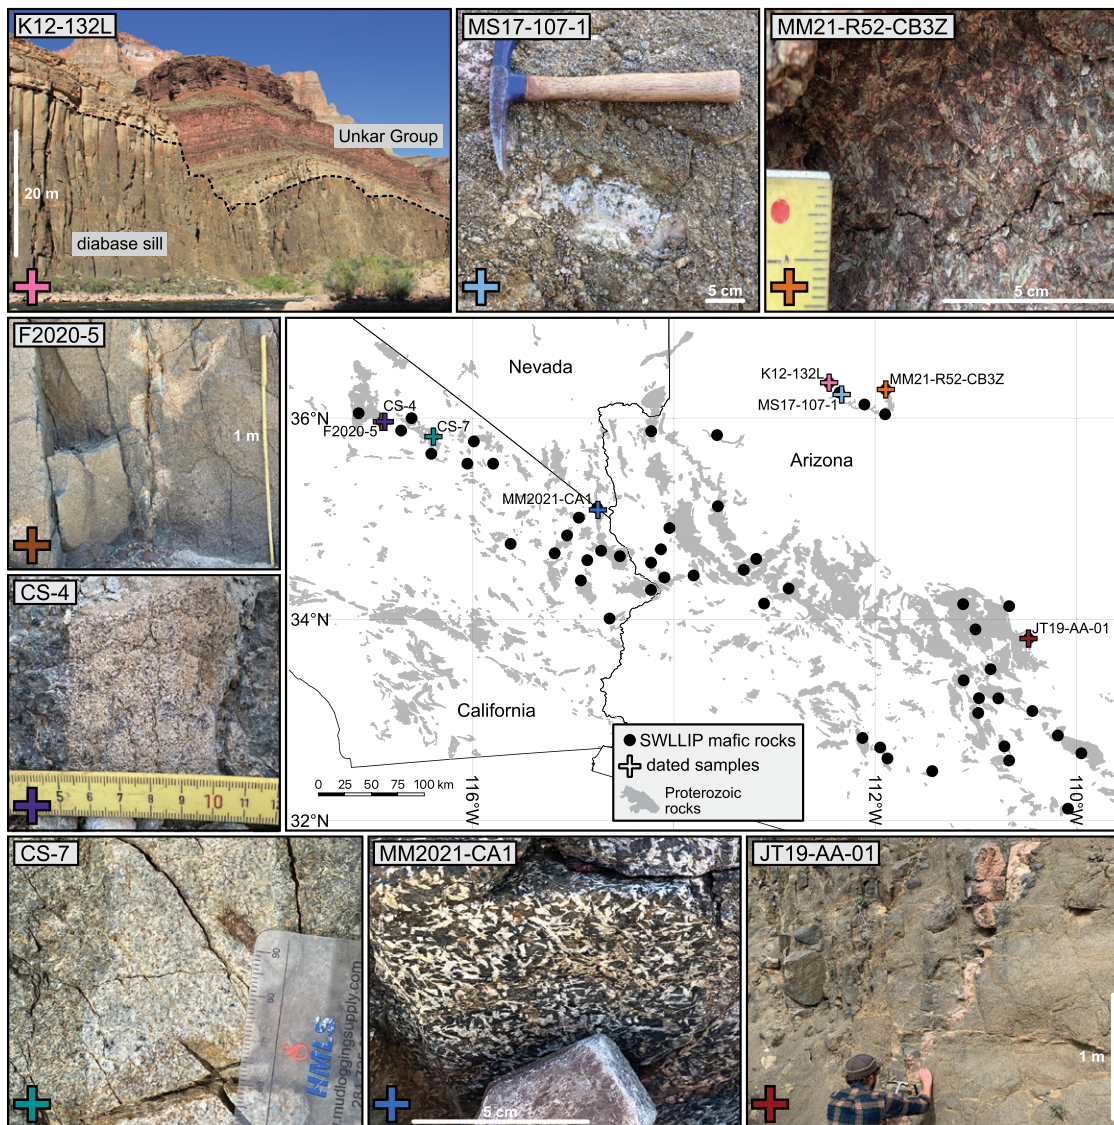 K12-132L
Unkar Group
20 m
diabase sill
MS17-107-1
5 cm
MM21-R52-CB3Z
5 cm
F2020-5
1 m
CS-4
5 6 7 8 9 10 11
Nevada
K12-132L
MM21-R52-CB3Z
MS17-107-1
36°N
CS-4
F2020-5
CS-7
Arizona
MM2021-CA1
34°N
JT19-AA-01
California
SWLLIP mafic rocks
dated samples
Proterozoic
rocks
0 25 50 75 100 km
116°W
112°W
110°W
32°N
CS-7
90
80
HMLS
.mudloggingsupply.com
MM2021-CA1
5 cm
JT19-AA-01
1 m